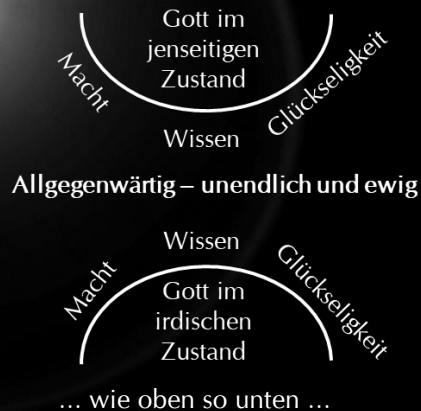 Gott im
jenseitigen
Zustand
Macht
Glückseligkeit
Wissen
Allgegenwärtig – unendlich und ewig
Wissen
Macht
Glückseligkeit
Gott im
irdischen
Zustand
... wie oben so unten ...